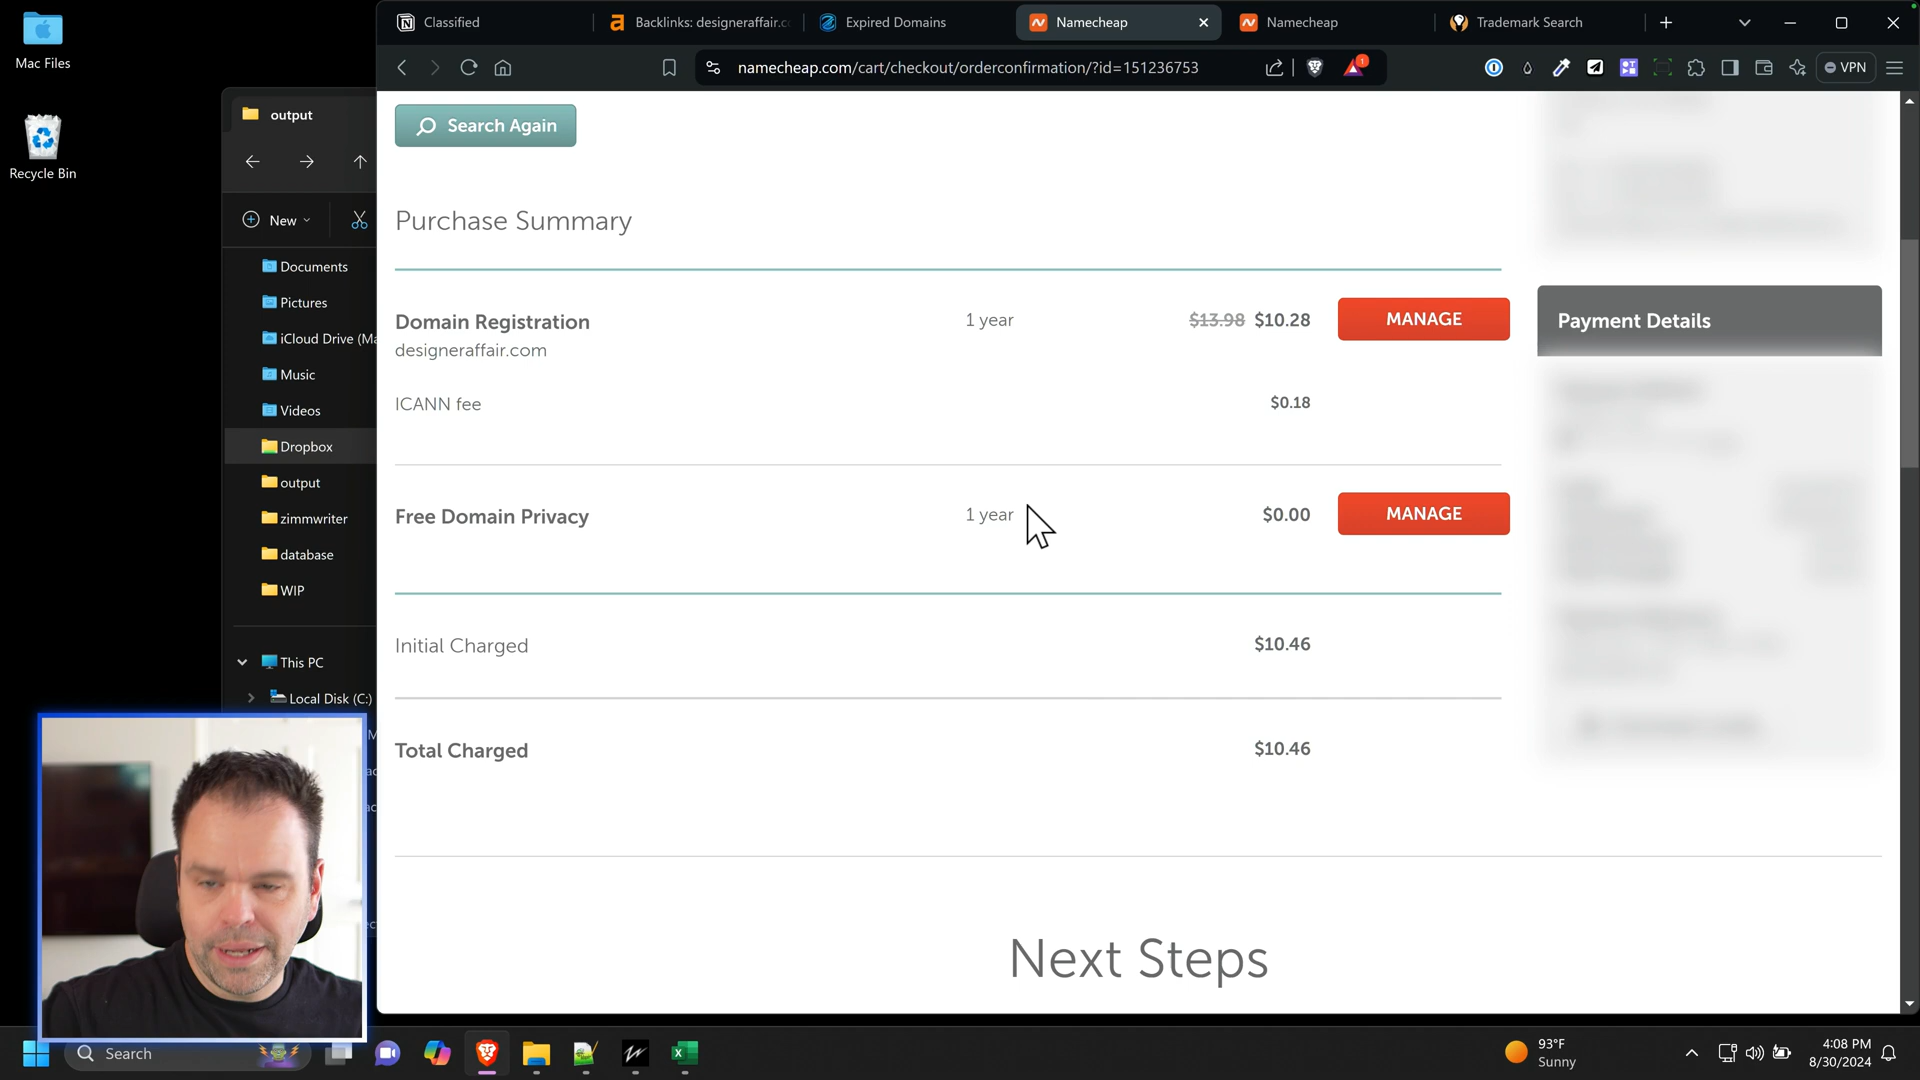 Mac Files
Recycle Bin
Classified
Backlinks: designeraffair.c
Expired Domains
Namecheap
Namecheap
Trademark Search
namecheap.com/cart/checkout/orderconfirmation/?id=151236753
1
VPN
output
New
Documents
Pictures
iCloud Drive (Ma
Music
Videos
Dropbox
output
zimmwriter
database
WIP
This PC
Local Disk (C:)
Search Again
Purchase Summary
Domain Registration
1 year
$13.98 $10.28
MANAGE
designeraffair.com
ICANN fee
$0.18
Free Domain Privacy
1 year
$0.00
MANAGE
Initial Charged
$10.46
Total Charged
$10.46
Payment Details
Next Steps
Search
93°F
Sunny
4:08 PM
8/30/2024